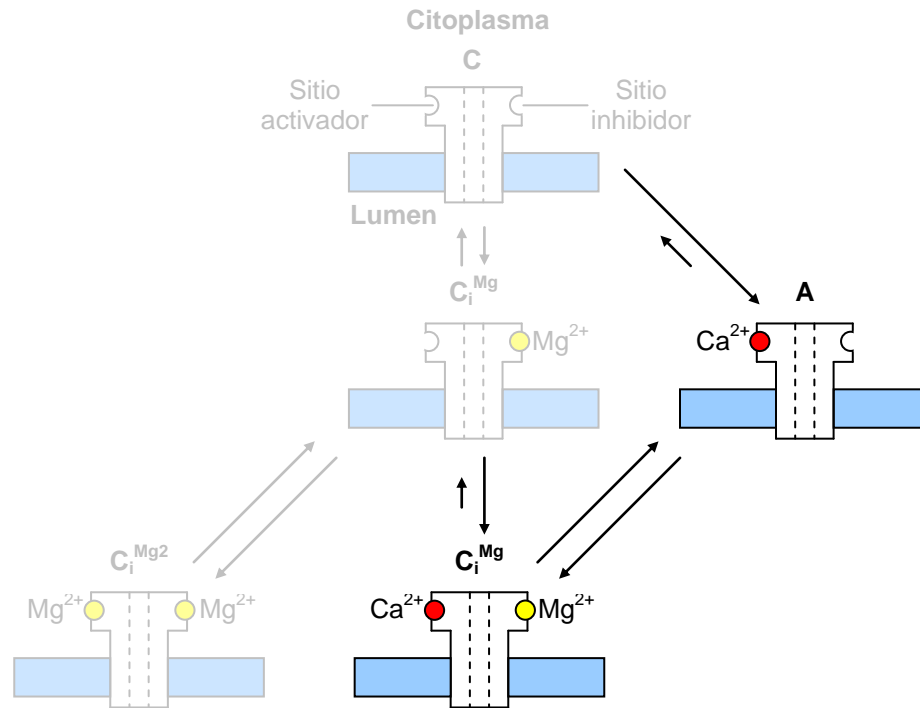 Citoplasma
C
Sitio
activador
Sitio
inhibidor
Lumen
C_i^Mg
Mg²⁺
A
Ca²⁺
C_i^Mg2
Mg²⁺ Mg²⁺
C_i^Mg
Ca²⁺ Mg²⁺